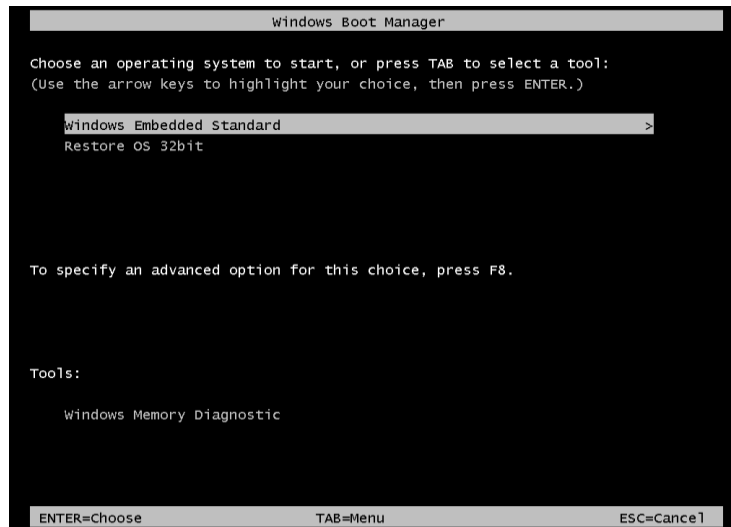 Windows Boot Manager
Choose an operating system to start, or press TAB to select a tool:
(Use the arrow keys to highlight your choice, then press ENTER.)
Windows Embedded Standard >
Restore OS 32bit
To specify an advanced option for this choice, press F8.
Tools:
Windows Memory Diagnostic
ENTER=Choose TAB=Menu ESC=Cancel